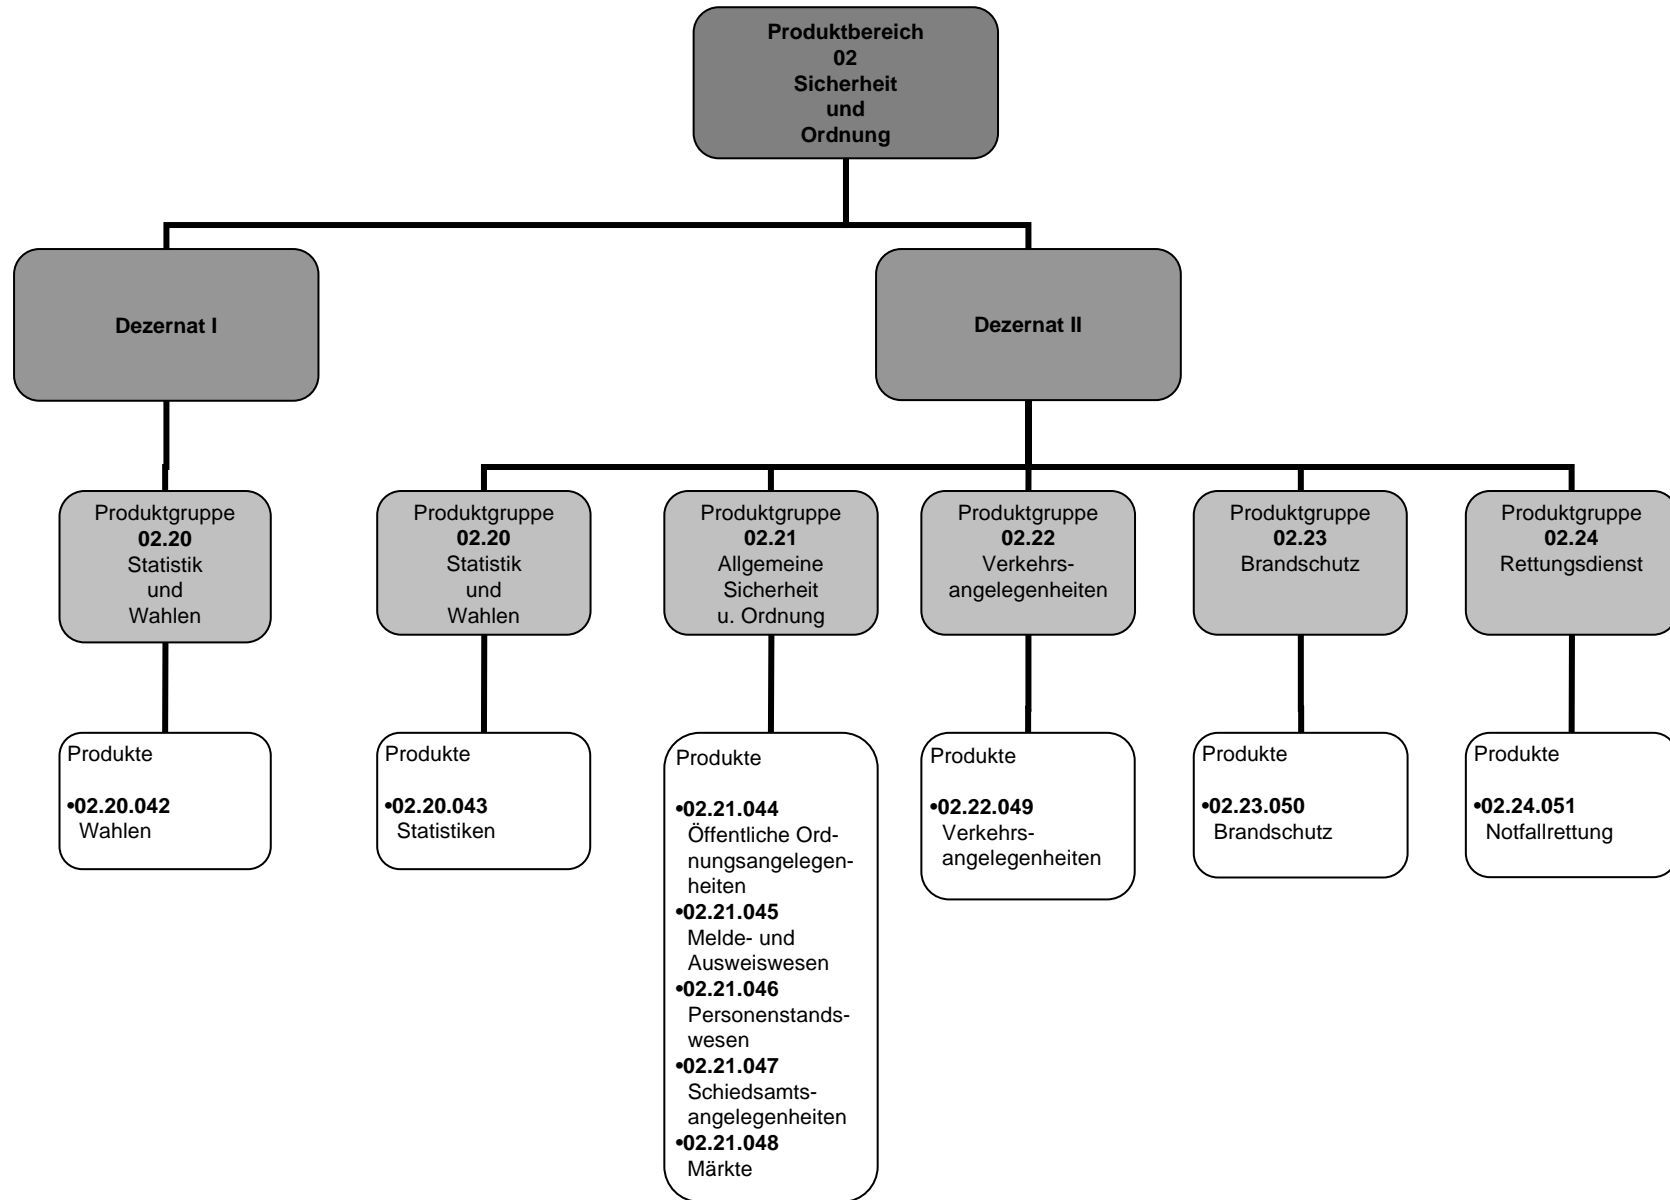 Produktbereich
02
Sicherheit
und
Ordnung
Dezernat I
Dezernat II
Produktgruppe
02.20
Statistik
und
Wahlen
Produktgruppe
02.20
Statistik
und
Wahlen
Produktgruppe
02.21
Allgemeine
Sicherheit
u. Ordnung
Produktgruppe
02.22
Verkehrs-
angelegenheiten
Produktgruppe
02.23
Brandschutz
Produktgruppe
02.24
Rettungsdienst
Produkte
•02.20.042
Wahlen
Produkte
•02.20.043
Statistiken
Produkte
•02.21.044
Öffentliche Ord-
nungsangelegen-
heiten
•02.21.045
Melde- und
Ausweiswesen
•02.21.046
Personenstands-
wesen
•02.21.047
Schiedsamts-
angelegenheiten
•02.21.048
Märkte
Produkte
•02.22.049
Verkehrs-
angelegenheiten
Produkte
•02.23.050
Brandschutz
Produkte
•02.24.051
Notfallrettung